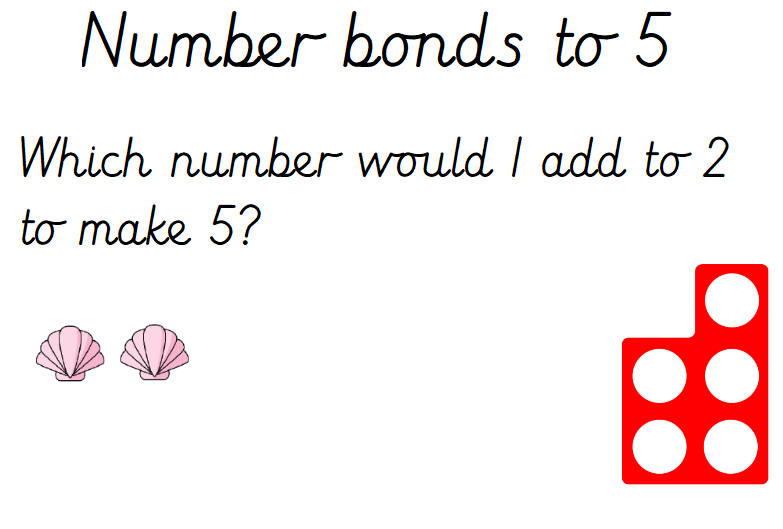 Number bonds to 5
Which number would I add to 2
to make 5?